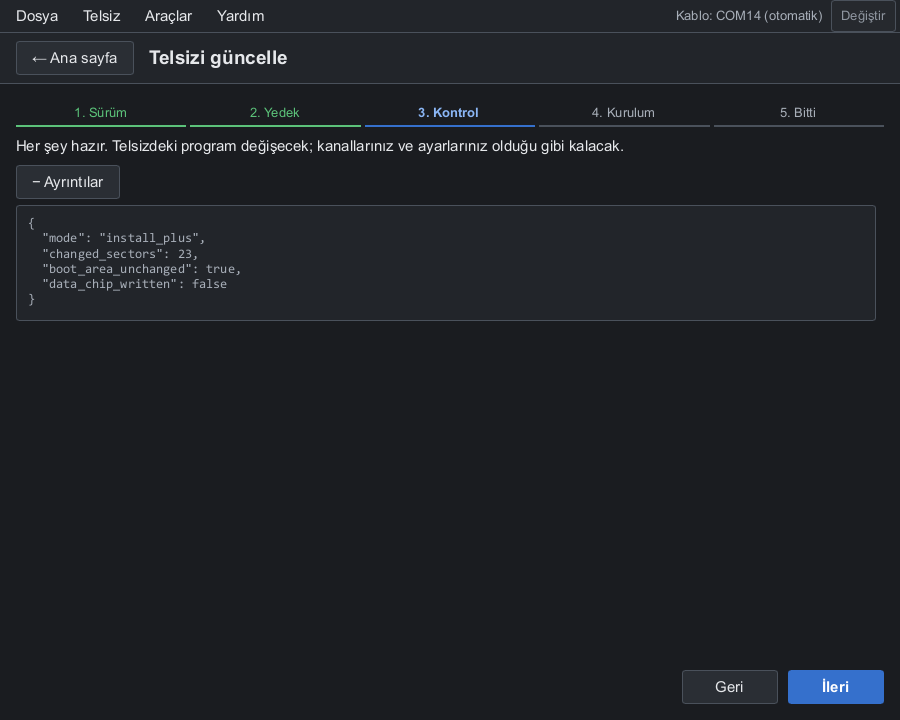 Dosya Telsiz Araçlar Yardım Kablo: COM14 (otomatik) Değiştir
← Ana sayfa Telsizi güncelle
1. Sürüm 2. Yedek 3. Kontrol 4. Kurulum 5. Bitti
Her şey hazır. Telsizdeki program değişecek; kanallarınız ve ayarlarınız olduğu gibi kalacak.
− Ayrıntılar
{
  "mode": "install_plus",
  "changed_sectors": 23,
  "boot_area_unchanged": true,
  "data_chip_written": false
}
Geri İleri